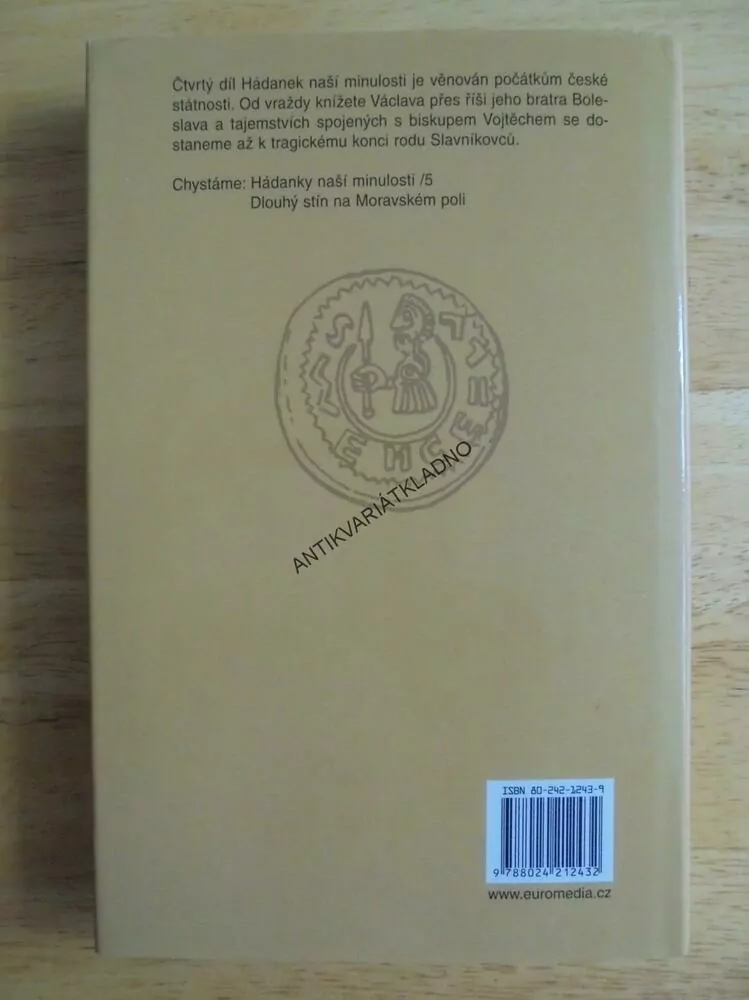 Čtvrtý díl Hádanek naší minulosti je věnován počátkům české
státnosti. Od vraždy knížete Václava přes říši jeho bratra Bole-
slava a tajemstvích spojených s biskupem Vojtěchem se do-
staneme až k tragickému konci rodu Slavníkovců.
Chystáme: Hádanky naší minulosti /5
Dlouhý stín na Moravském poli
ANTIKVARIÁTKLADNO
ISBN 80-242-1243-9
9 788024 212432
www.euromedia.cz